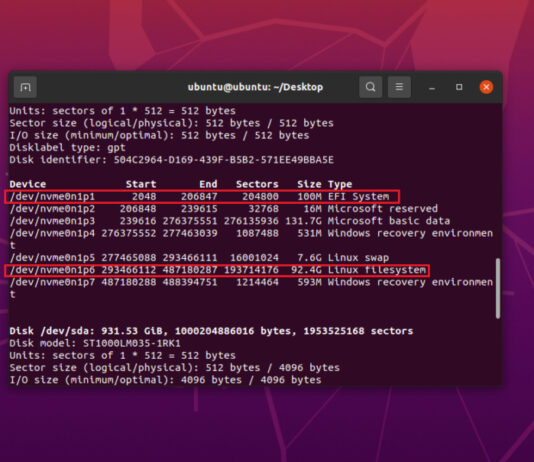 ubuntu@ubuntu: ~/Desktop
Units: sectors of 1 * 512 = 512 bytes
Sector size (logical/physical): 512 bytes / 512 bytes
I/O size (minimum/optimal): 512 bytes / 512 bytes
Disklabel type: gpt
Disk identifier: 504C2964-D169-439F-B5B2-571EE49BBA5E
Device Start End Sectors Size Type
/dev/nvme0n1p1 2048 206847 204800 100M EFI System
/dev/nvme0n1p2 206848 239615 32768 16M Microsoft reserved
/dev/nvme0n1p3 239616 276375551 276135936 131.7G Microsoft basic data
/dev/nvme0n1p4 276375552 277463039 1087488 531M Windows recovery environmen
t
/dev/nvme0n1p5 277465088 293466111 16001024 7.6G Linux swap
/dev/nvme0n1p6 293466112 487180287 193714176 92.4G Linux filesystem
/dev/nvme0n1p7 487180288 488394751 1214464 593M Windows recovery environmen
t
Disk /dev/sda: 931.53 GiB, 1000204886016 bytes, 1953525168 sectors
Disk model: ST1000LM035-1RK1
Units: sectors of 1 * 512 = 512 bytes
Sector size (logical/physical): 512 bytes / 4096 bytes
I/O size (minimum/optimal): 4096 bytes / 4096 bytes